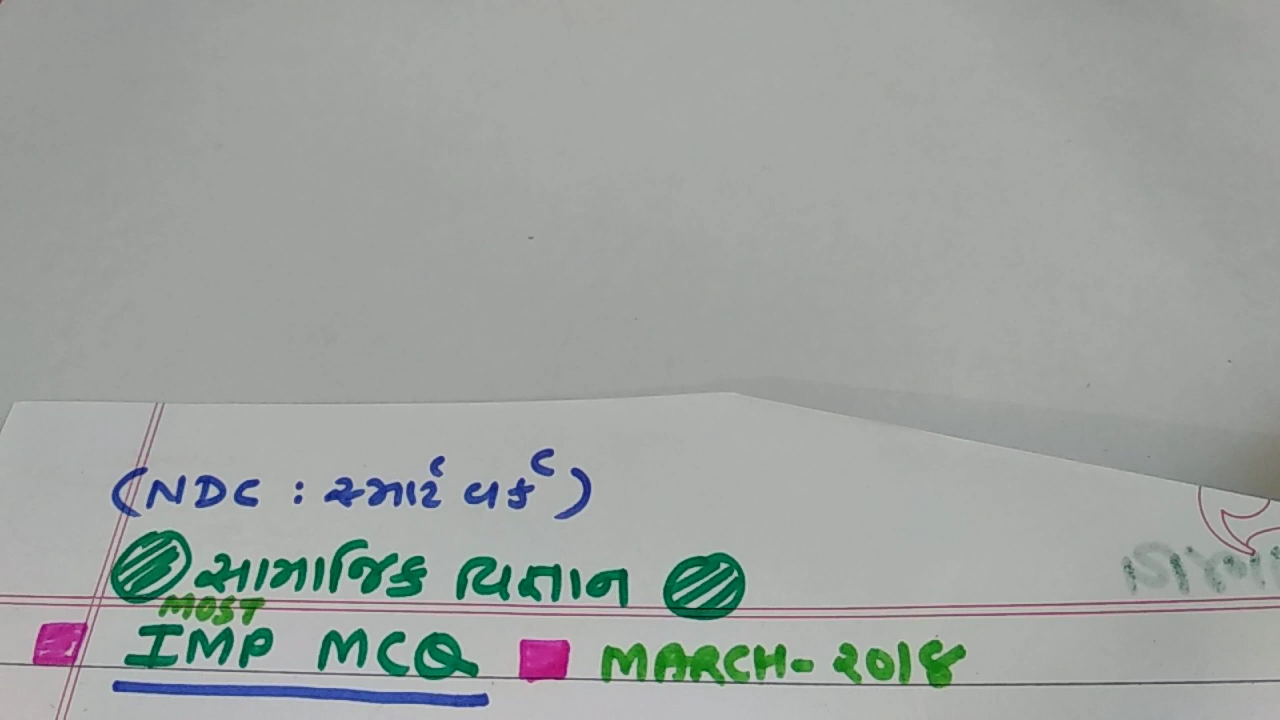 (NDC : સ્માર્ટ વર્ક)
સામાજિક વિજ્ઞાન
MOST
IMP MCQ MARCH-2018